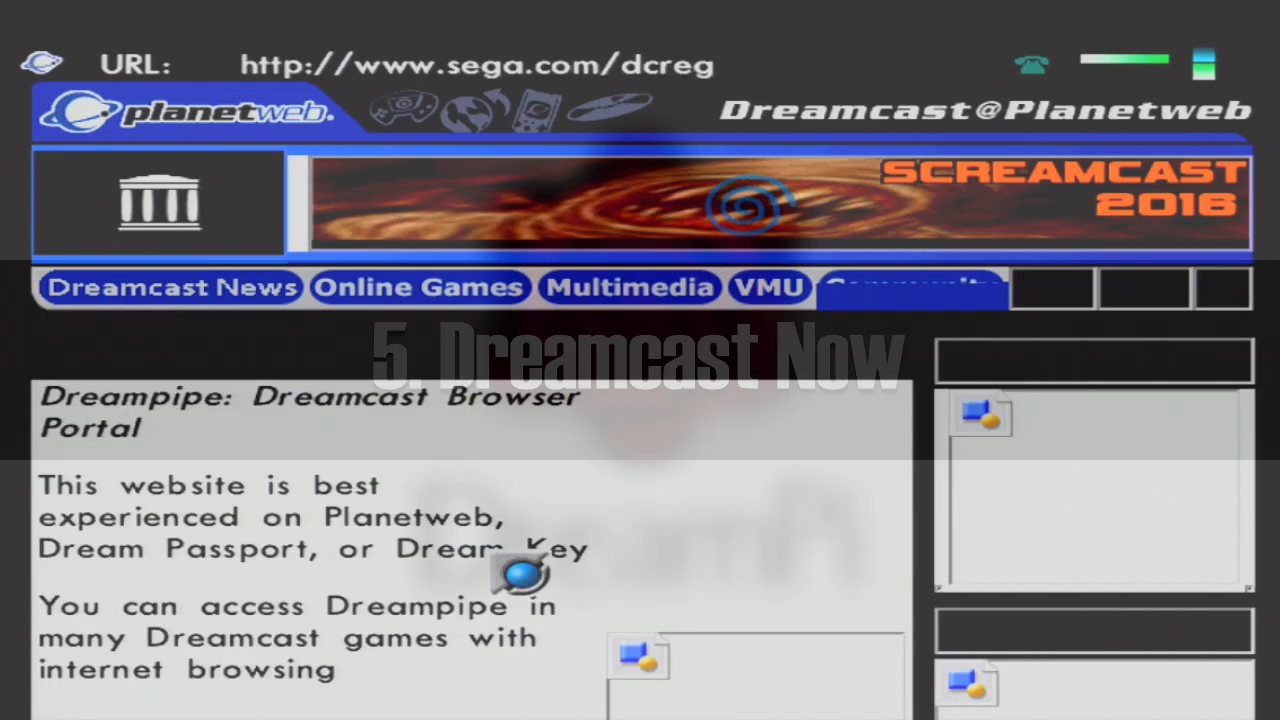 URL: http://www.sega.com/dcreg
planetweb.
Dreamcast@Planetweb
SCREAMCAST
2016
Dreamcast News Online Games Multimedia VMU Community
5. Dreamcast Now
Dreampipe: Dreamcast Browser
Portal
This website is best
experienced on Planetweb,
Dream Passport, or Dream Key
DreamPi
You can access Dreampipe in
many Dreamcast games with
internet browsing